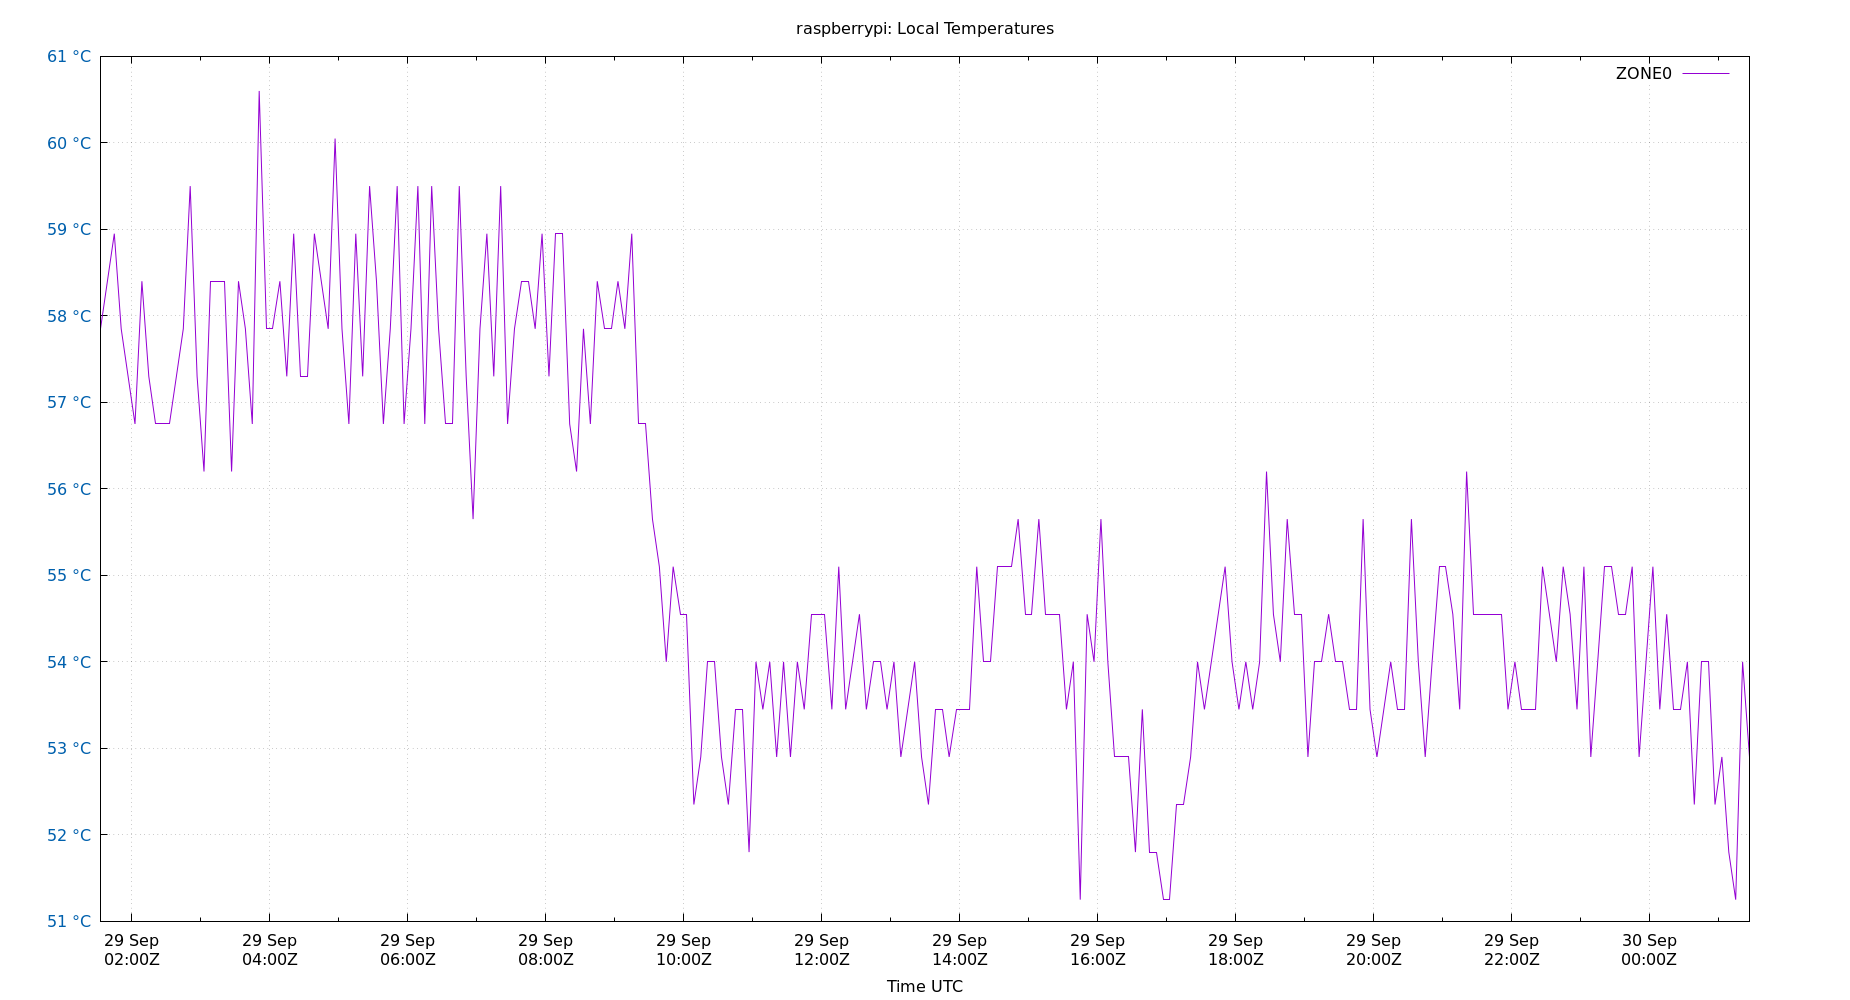 raspberrypi: Local Temperatures
ZONE0
61 °C
60 °C
59 °C
58 °C
57 °C
56 °C
55 °C
54 °C
53 °C
52 °C
51 °C
29 Sep
02:00Z
29 Sep
04:00Z
29 Sep
06:00Z
29 Sep
08:00Z
29 Sep
10:00Z
29 Sep
12:00Z
29 Sep
14:00Z
29 Sep
16:00Z
29 Sep
18:00Z
29 Sep
20:00Z
29 Sep
22:00Z
30 Sep
00:00Z
Time UTC